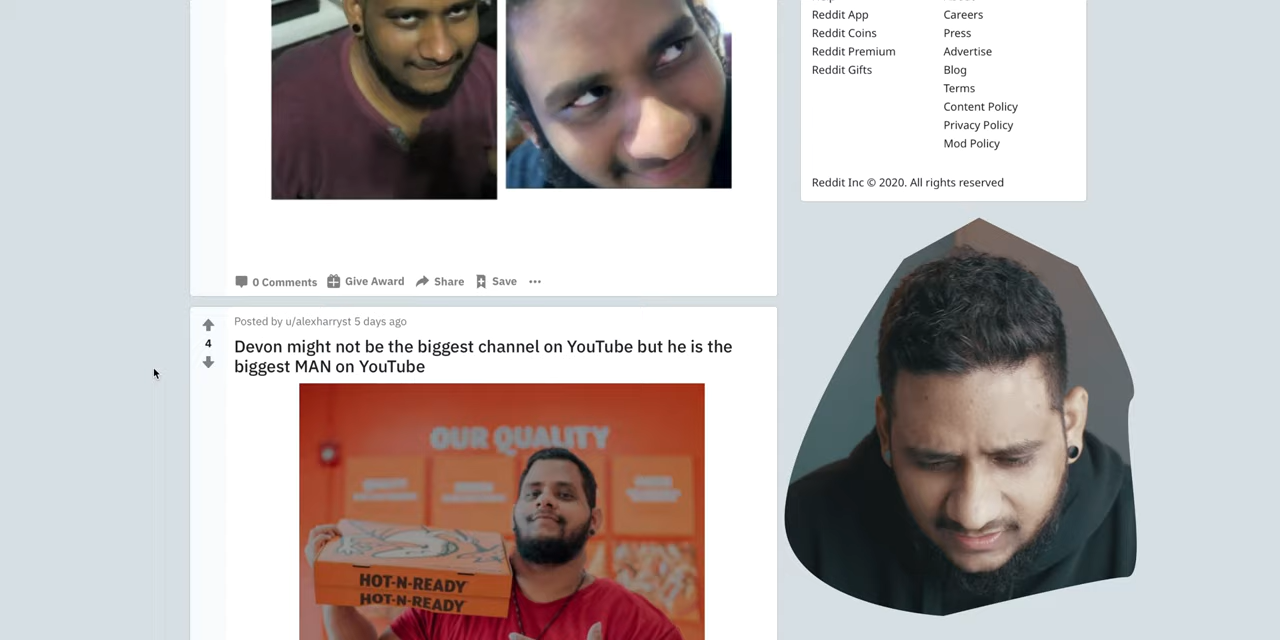 0 Comments Give Award Share Save
Posted by u/alexharryst 5 days ago
4
Devon might not be the biggest channel on YouTube but he is the
biggest MAN on YouTube
OUR QUALITY
HOT-N-READY
HOT-N-READY
Reddit App
Reddit Coins
Reddit Premium
Reddit Gifts
Careers
Press
Advertise
Blog
Terms
Content Policy
Privacy Policy
Mod Policy
Reddit Inc © 2020. All rights reserved